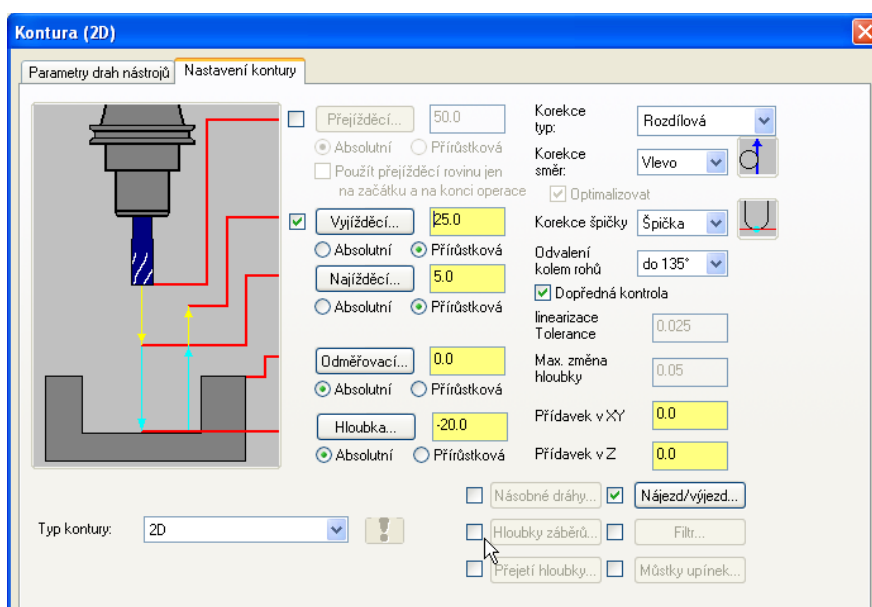 Kontura (2D)
Parametry drah nástrojů Nastavení kontury
Přejížděcí... 50.0
Absolutní Přírůstková
Použít přejížděcí rovinu jen
na začátku a na konci operace
Vyjížděcí... 25.0
Absolutní Přírůstková
Najížděcí... 5.0
Absolutní Přírůstková
Odměřovací... 0.0
Absolutní Přírůstková
Hloubka... -20.0
Absolutní Přírůstková
Korekce
typ: Rozdílová
Korekce
směr: Vlevo
Optimalizovat
Korekce špičky Špička
Odvalení
kolem rohů do 135°
Dopředná kontrola
linearizace
Tolerance 0.025
Max. změna
hloubky 0.05
Přídavek v XY 0.0
Přídavek v Z 0.0
Násobné dráhy... Nájezd/výjezd...
Typ kontury: 2D
Hloubky záběrů... Filtr...
Přejetí hloubky... Můstky upínek...